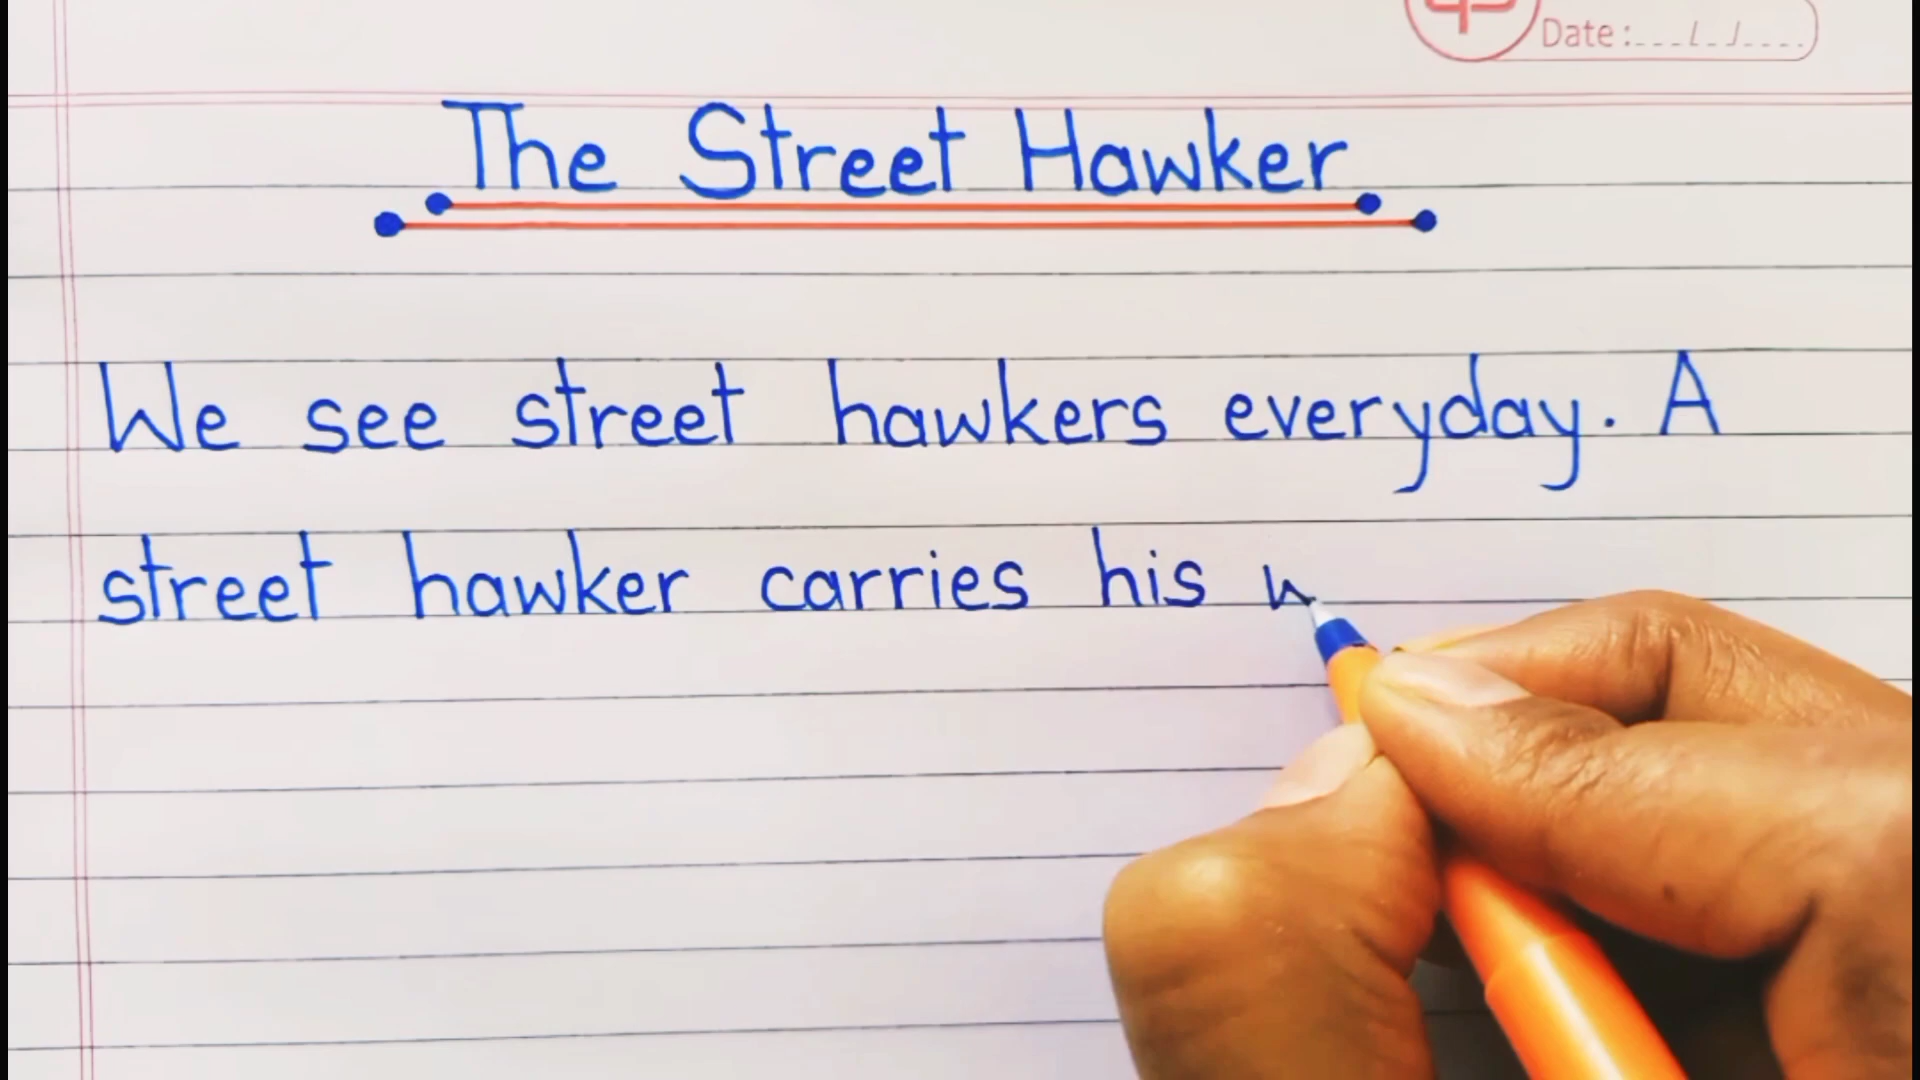 Date:
The Street Hawker
We see street hawkers everyday. A
street hawker carries his